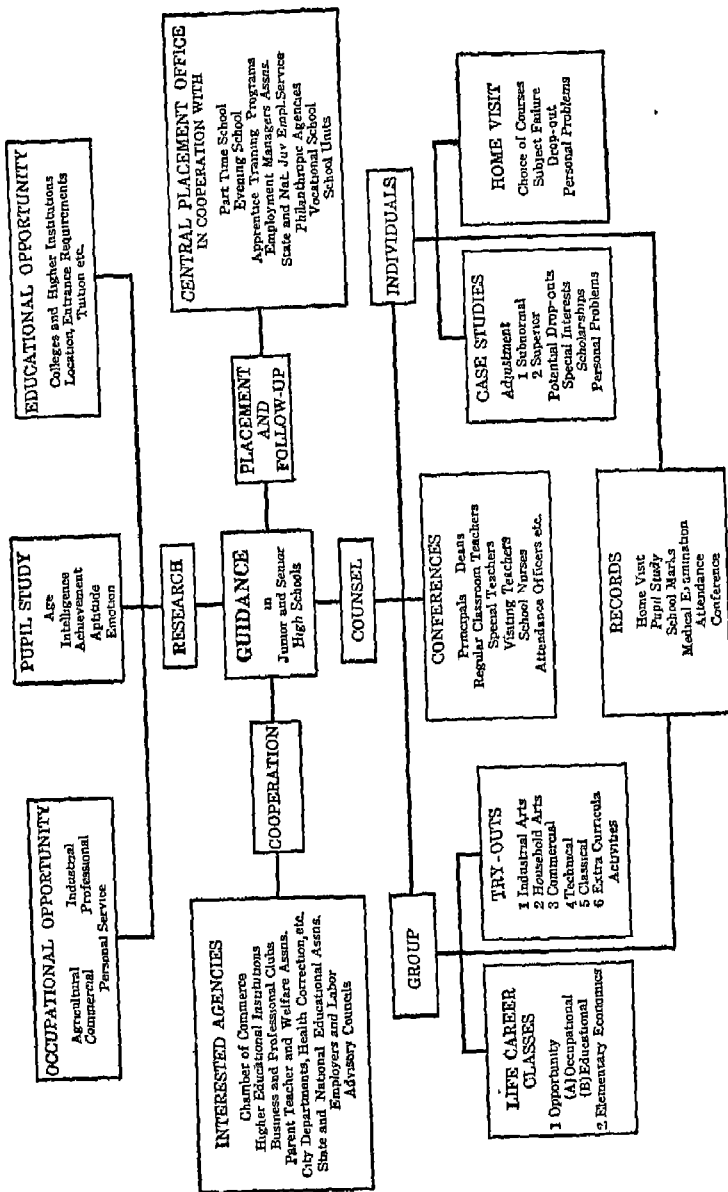 OCCUPATIONAL OPPORTUNITY
Agricultural Industrial
Commercial Professional
Personal Service
PUPIL STUDY
Age
Intelligence
Achievement
Aptitude
Emotion
EDUCATIONAL OPPORTUNITY
Colleges and Higher Institutions
Location, Entrance Requirements
Tuition etc.
RESEARCH
INTERESTED AGENCIES
Chamber of Commerce
Higher Educational Institutions
Business and Professional Clubs
Parent Teacher and Welfare Assns.
City Departments, Health Correction, etc.
State and National Educational Assns.
Employers and Labor
Advisory Councils
COOPERATION
GUIDANCE
in
Junior and Senior
High Schools
PLACEMENT
AND
FOLLOW-UP
CENTRAL PLACEMENT OFFICE
IN COOPERATION WITH
Part Time School
Evening School
Apprentice Training Programs
Employment Managers Assns.
State and Nat. Juv Empl. Service
Philanthropic Agencies
Vocational School
School Units
COUNSEL
GROUP
INDIVIDUALS
LIFE CAREER
CLASSES
1 Opportunity
(A) Occupational
(B) Educational
2 Elementary Economics
TRY-OUTS
1 Industrial Arts
2 Household Arts
3 Commercial
4 Technical
5 Classical
6 Extra Curricula
Activities
CONFERENCES
Principals Deans
Regular Classroom Teachers
Special Teachers
Visiting Teachers
School Nurses
Attendance Officers etc.
CASE STUDIES
Adjustment
1 Subnormal
2 Superior
Potential Drop-outs
Special Interests
Scholarships
Personal Problems
HOME VISIT
Choice of Courses
Subject Failure
Drop-out
Personal Problems
RECORDS
Home Visit
Pupil Study
School Marks
Medical Examination
Attendance
Conference